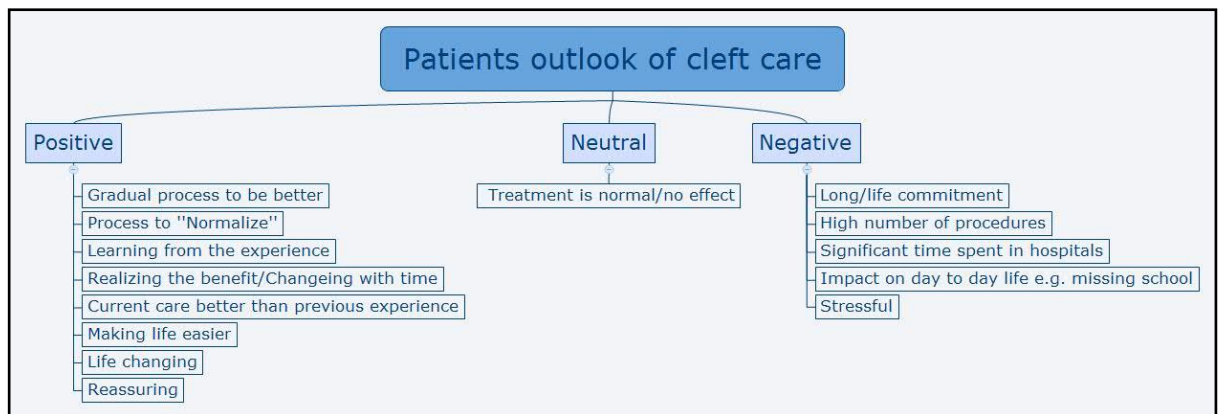 Patients outlook of cleft care
Positive
Gradual process to be better
Process to ''Normalize''
Learning from the experience
Realizing the benefit/Changeing with time
Current care better than previous experience
Making life easier
Life changing
Reassuring
Neutral
Treatment is normal/no effect
Negative
Long/life commitment
High number of procedures
Significant time spent in hospitals
Impact on day to day life e.g. missing school
Stressful